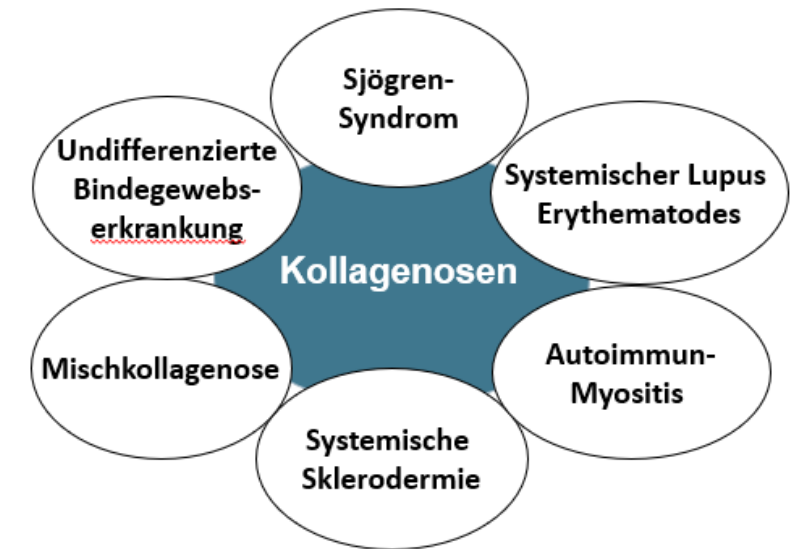 Sjögren-
Syndrom
Undifferenzierte
Bindegewebs-
erkrankung
Systemischer Lupus
Erythematodes
Kollagenosen
Mischkollagenose
Autoimmun-
Myositis
Systemische
Sklerodermie